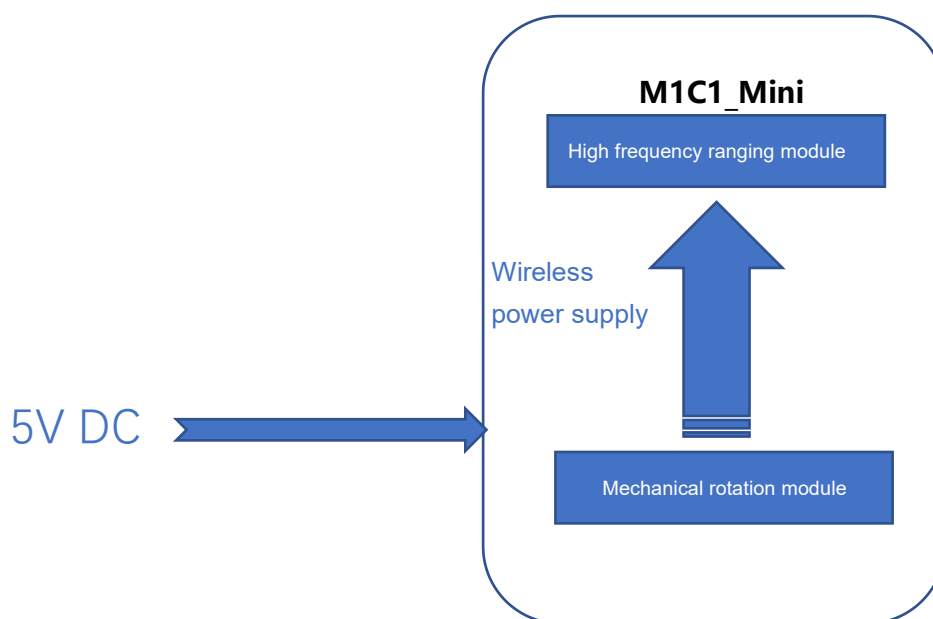 M1C1_Mini
High frequency ranging module
Wireless
power supply
5V DC
Mechanical rotation module